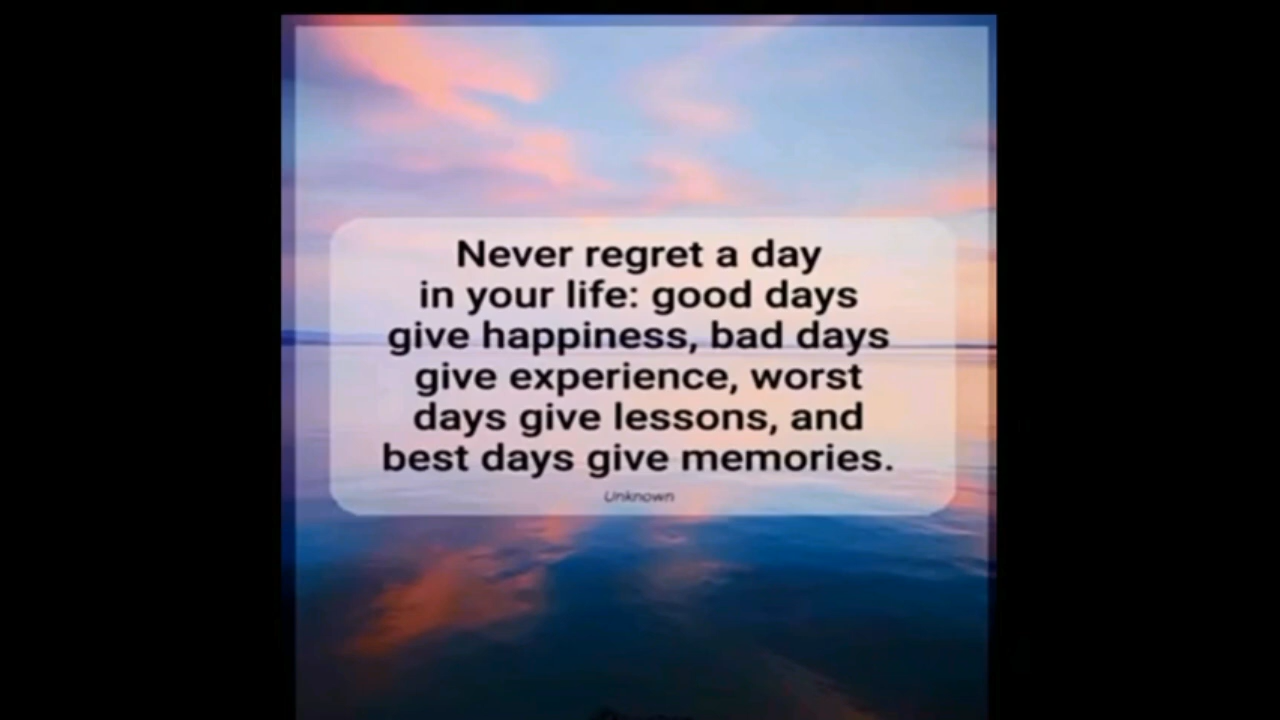 Never regret a day
in your life: good days
give happiness, bad days
give experience, worst
days give lessons, and
best days give memories.
Unknown